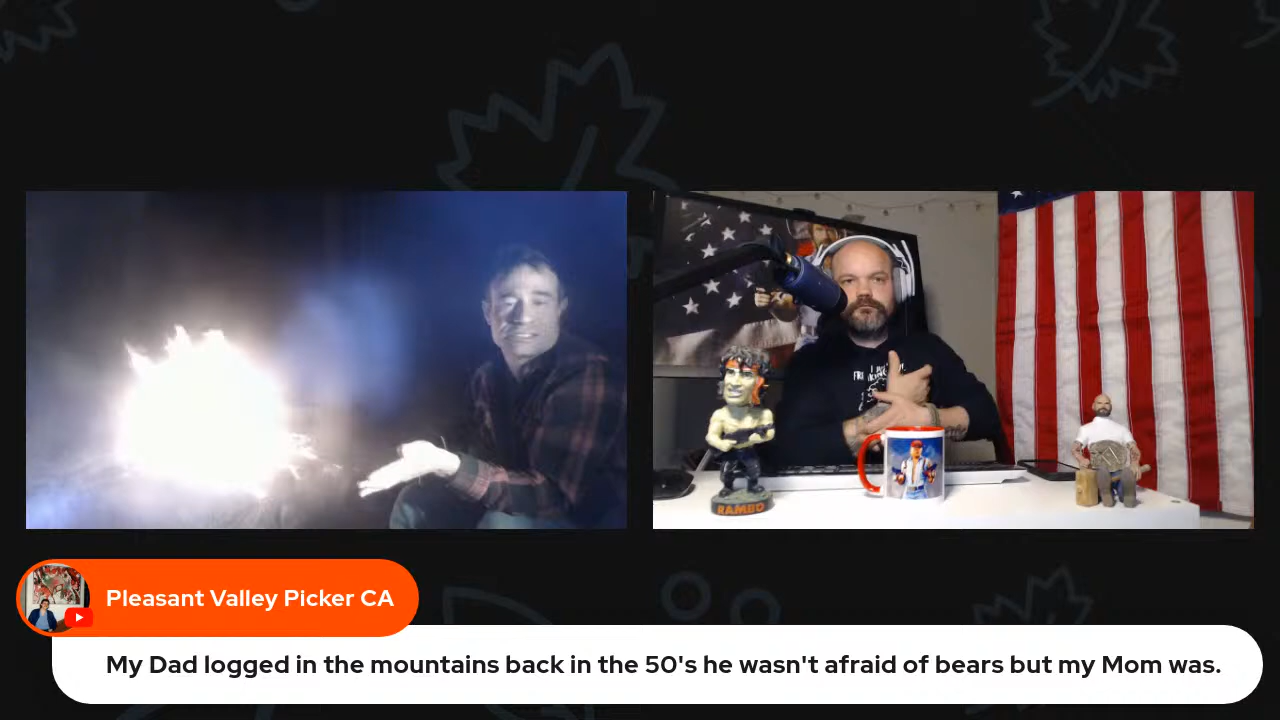 RAMBO
Pleasant Valley Picker CA
My Dad logged in the mountains back in the 50's he wasn't afraid of bears but my Mom was.